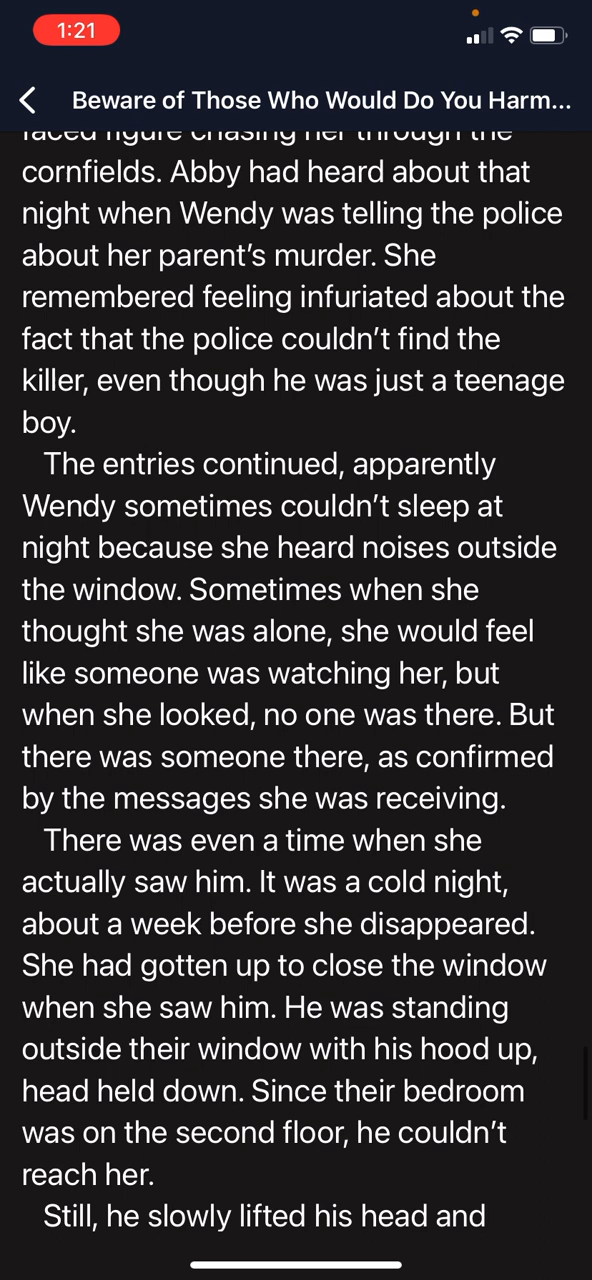 1:21
Beware of Those Who Would Do You Harm...
faced figure chasing her through the
cornfields. Abby had heard about that
night when Wendy was telling the police
about her parent’s murder. She
remembered feeling infuriated about the
fact that the police couldn’t find the
killer, even though he was just a teenage
boy.
The entries continued, apparently
Wendy sometimes couldn’t sleep at
night because she heard noises outside
the window. Sometimes when she
thought she was alone, she would feel
like someone was watching her, but
when she looked, no one was there. But
there was someone there, as confirmed
by the messages she was receiving.
There was even a time when she
actually saw him. It was a cold night,
about a week before she disappeared.
She had gotten up to close the window
when she saw him. He was standing
outside their window with his hood up,
head held down. Since their bedroom
was on the second floor, he couldn’t
reach her.
Still, he slowly lifted his head and